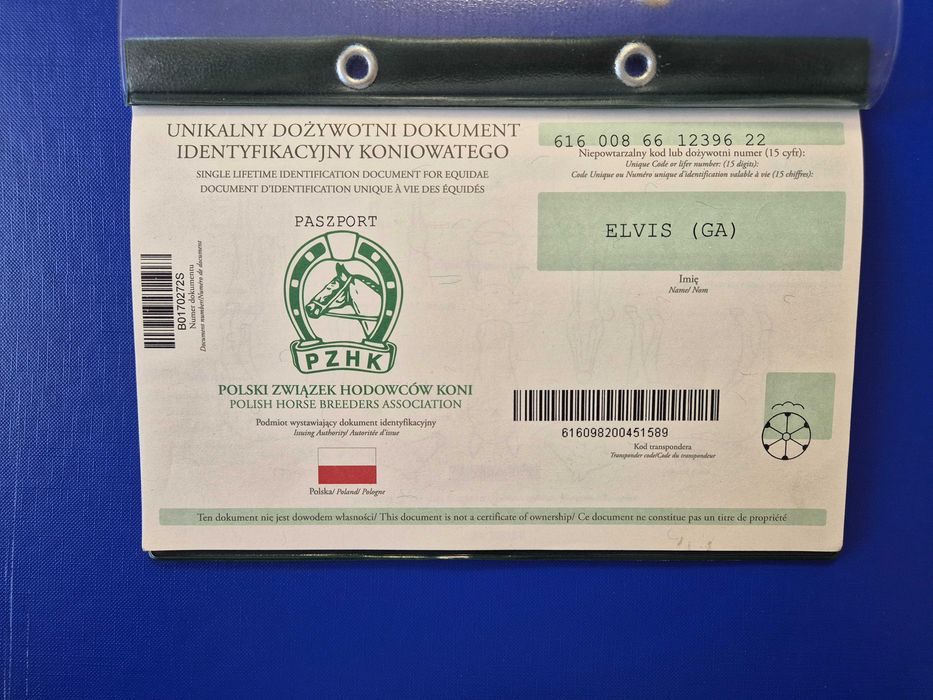 UNIKALNY DOŻYWOTNI DOKUMENT
IDENTYFIKACYJNY KONIOWATEGO
SINGLE LIFETIME IDENTIFICATION DOCUMENT FOR EQUIDAE
DOCUMENT D'IDENTIFICATION UNIQUE À VIE DES ÉQUIDÉS
PASZPORT
PZHK
POLSKI ZWIĄZEK HODOWCÓW KONI
POLISH HORSE BREEDERS ASSOCIATION
Podmiot wystawiający dokument identyfikacyjny
Issuing Authority/ Autoritée d'issue
Polska/ Poland/ Pologne
B0170272S
Numer dokumentu
Document number/Numéro de document
616 008 66 12396 22
Niepowtarzalny kod lub dożywotni numer (15 cyfr):
Unique Code or lifer number: (15 digits):
Code Unique ou Numéro unique d'identification valable à vie (15 chiffres):
ELVIS (GA)
Imię
Name/ Nom
616098200451589
Kod transpondera
Transponder code/Code du transpondeur
Ten dokument nie jest dowodem własności/ This document is not a certificate of ownership/ Ce document ne constitue pas un titre de propriété